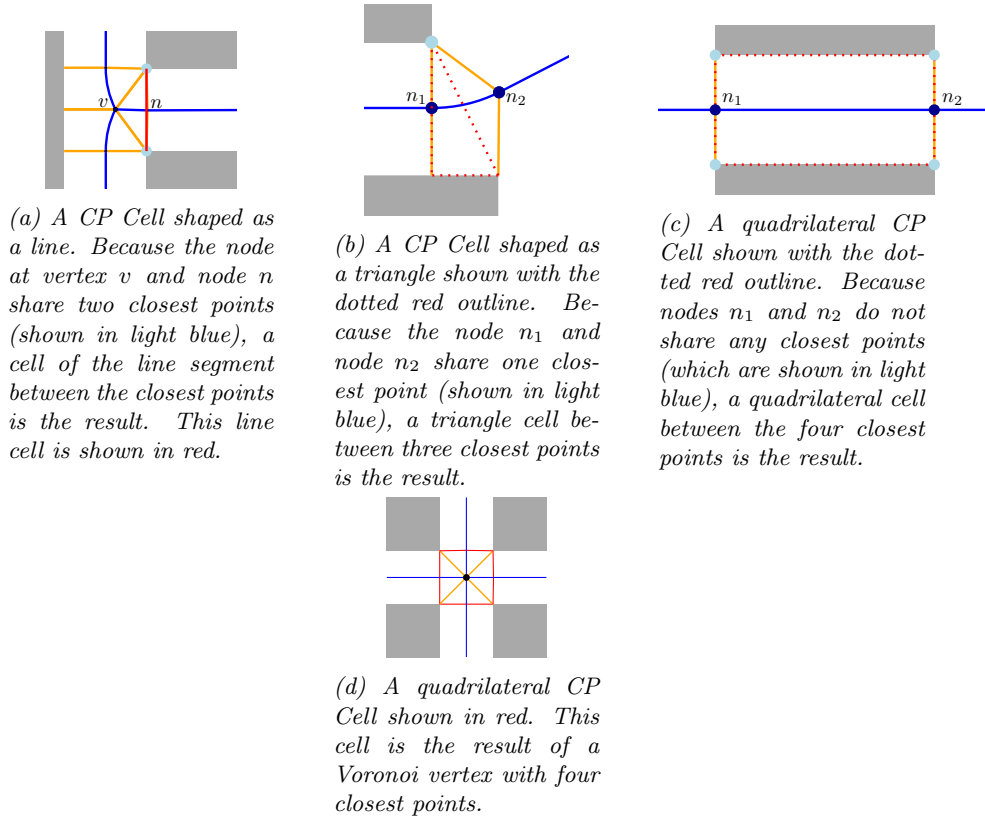 v
n
(a) A CP Cell shaped as
a line. Because the node
at vertex v and node n
share two closest points
(shown in light blue), a
cell of the line segment
between the closest points
is the result. This line
cell is shown in red.
n1
n2
(b) A CP Cell shaped as
a triangle shown with the
dotted red outline. Be-
cause the node n1 and
node n2 share one clos-
est point (shown in light
blue), a triangle cell be-
tween three closest points
is the result.
n1
n2
(c) A quadrilateral CP
Cell shown with the dot-
ted red outline. Because
nodes n1 and n2 do not
share any closest points
(which are shown in light
blue), a quadrilateral cell
between the four closest
points is the result.
(d) A quadrilateral CP
Cell shown in red. This
cell is the result of a
Voronoi vertex with four
closest points.